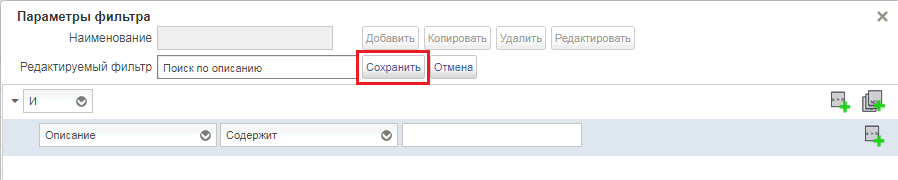 Параметры фильтра
Наименование Добавить Копировать Удалить Редактировать
Редактируемый фильтр Поиск по описанию Сохранить Отмена
И
Описание Содержит